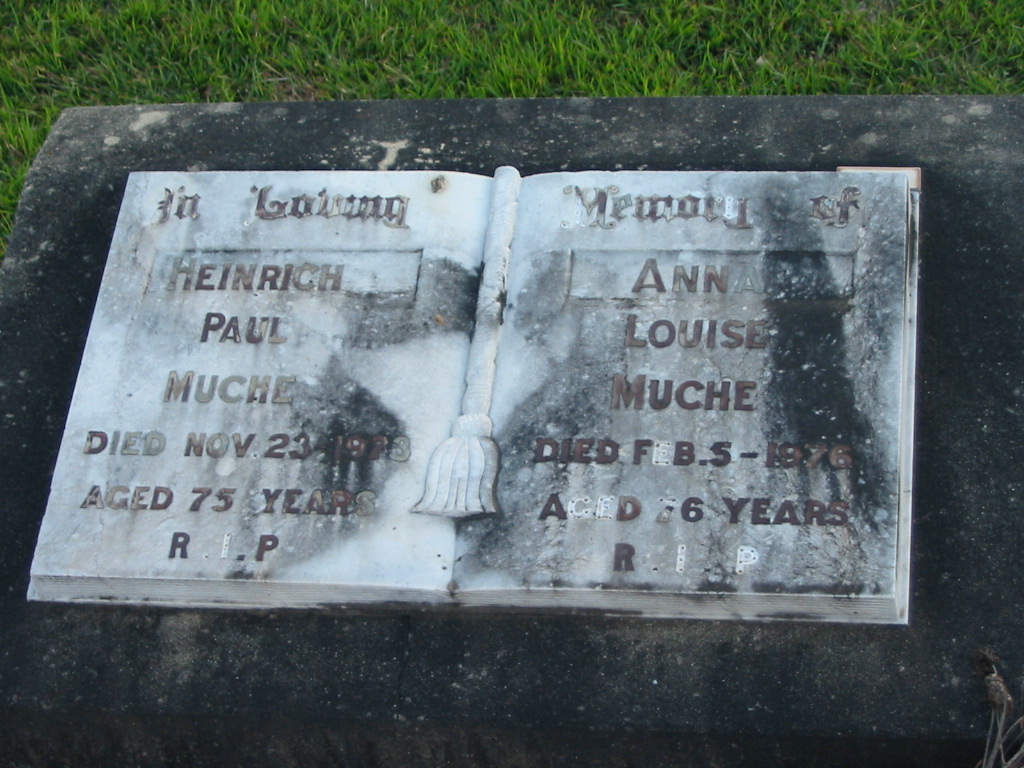 In Loving Memory of
HEINRICH
PAUL
MUCHE
DIED NOV. 23-1973
AGED 75 YEARS
R.I.P
ANNA
LOUISE
MUCHE
DIED FEB. 5-1976
AGED 76 YEARS
R.I.P